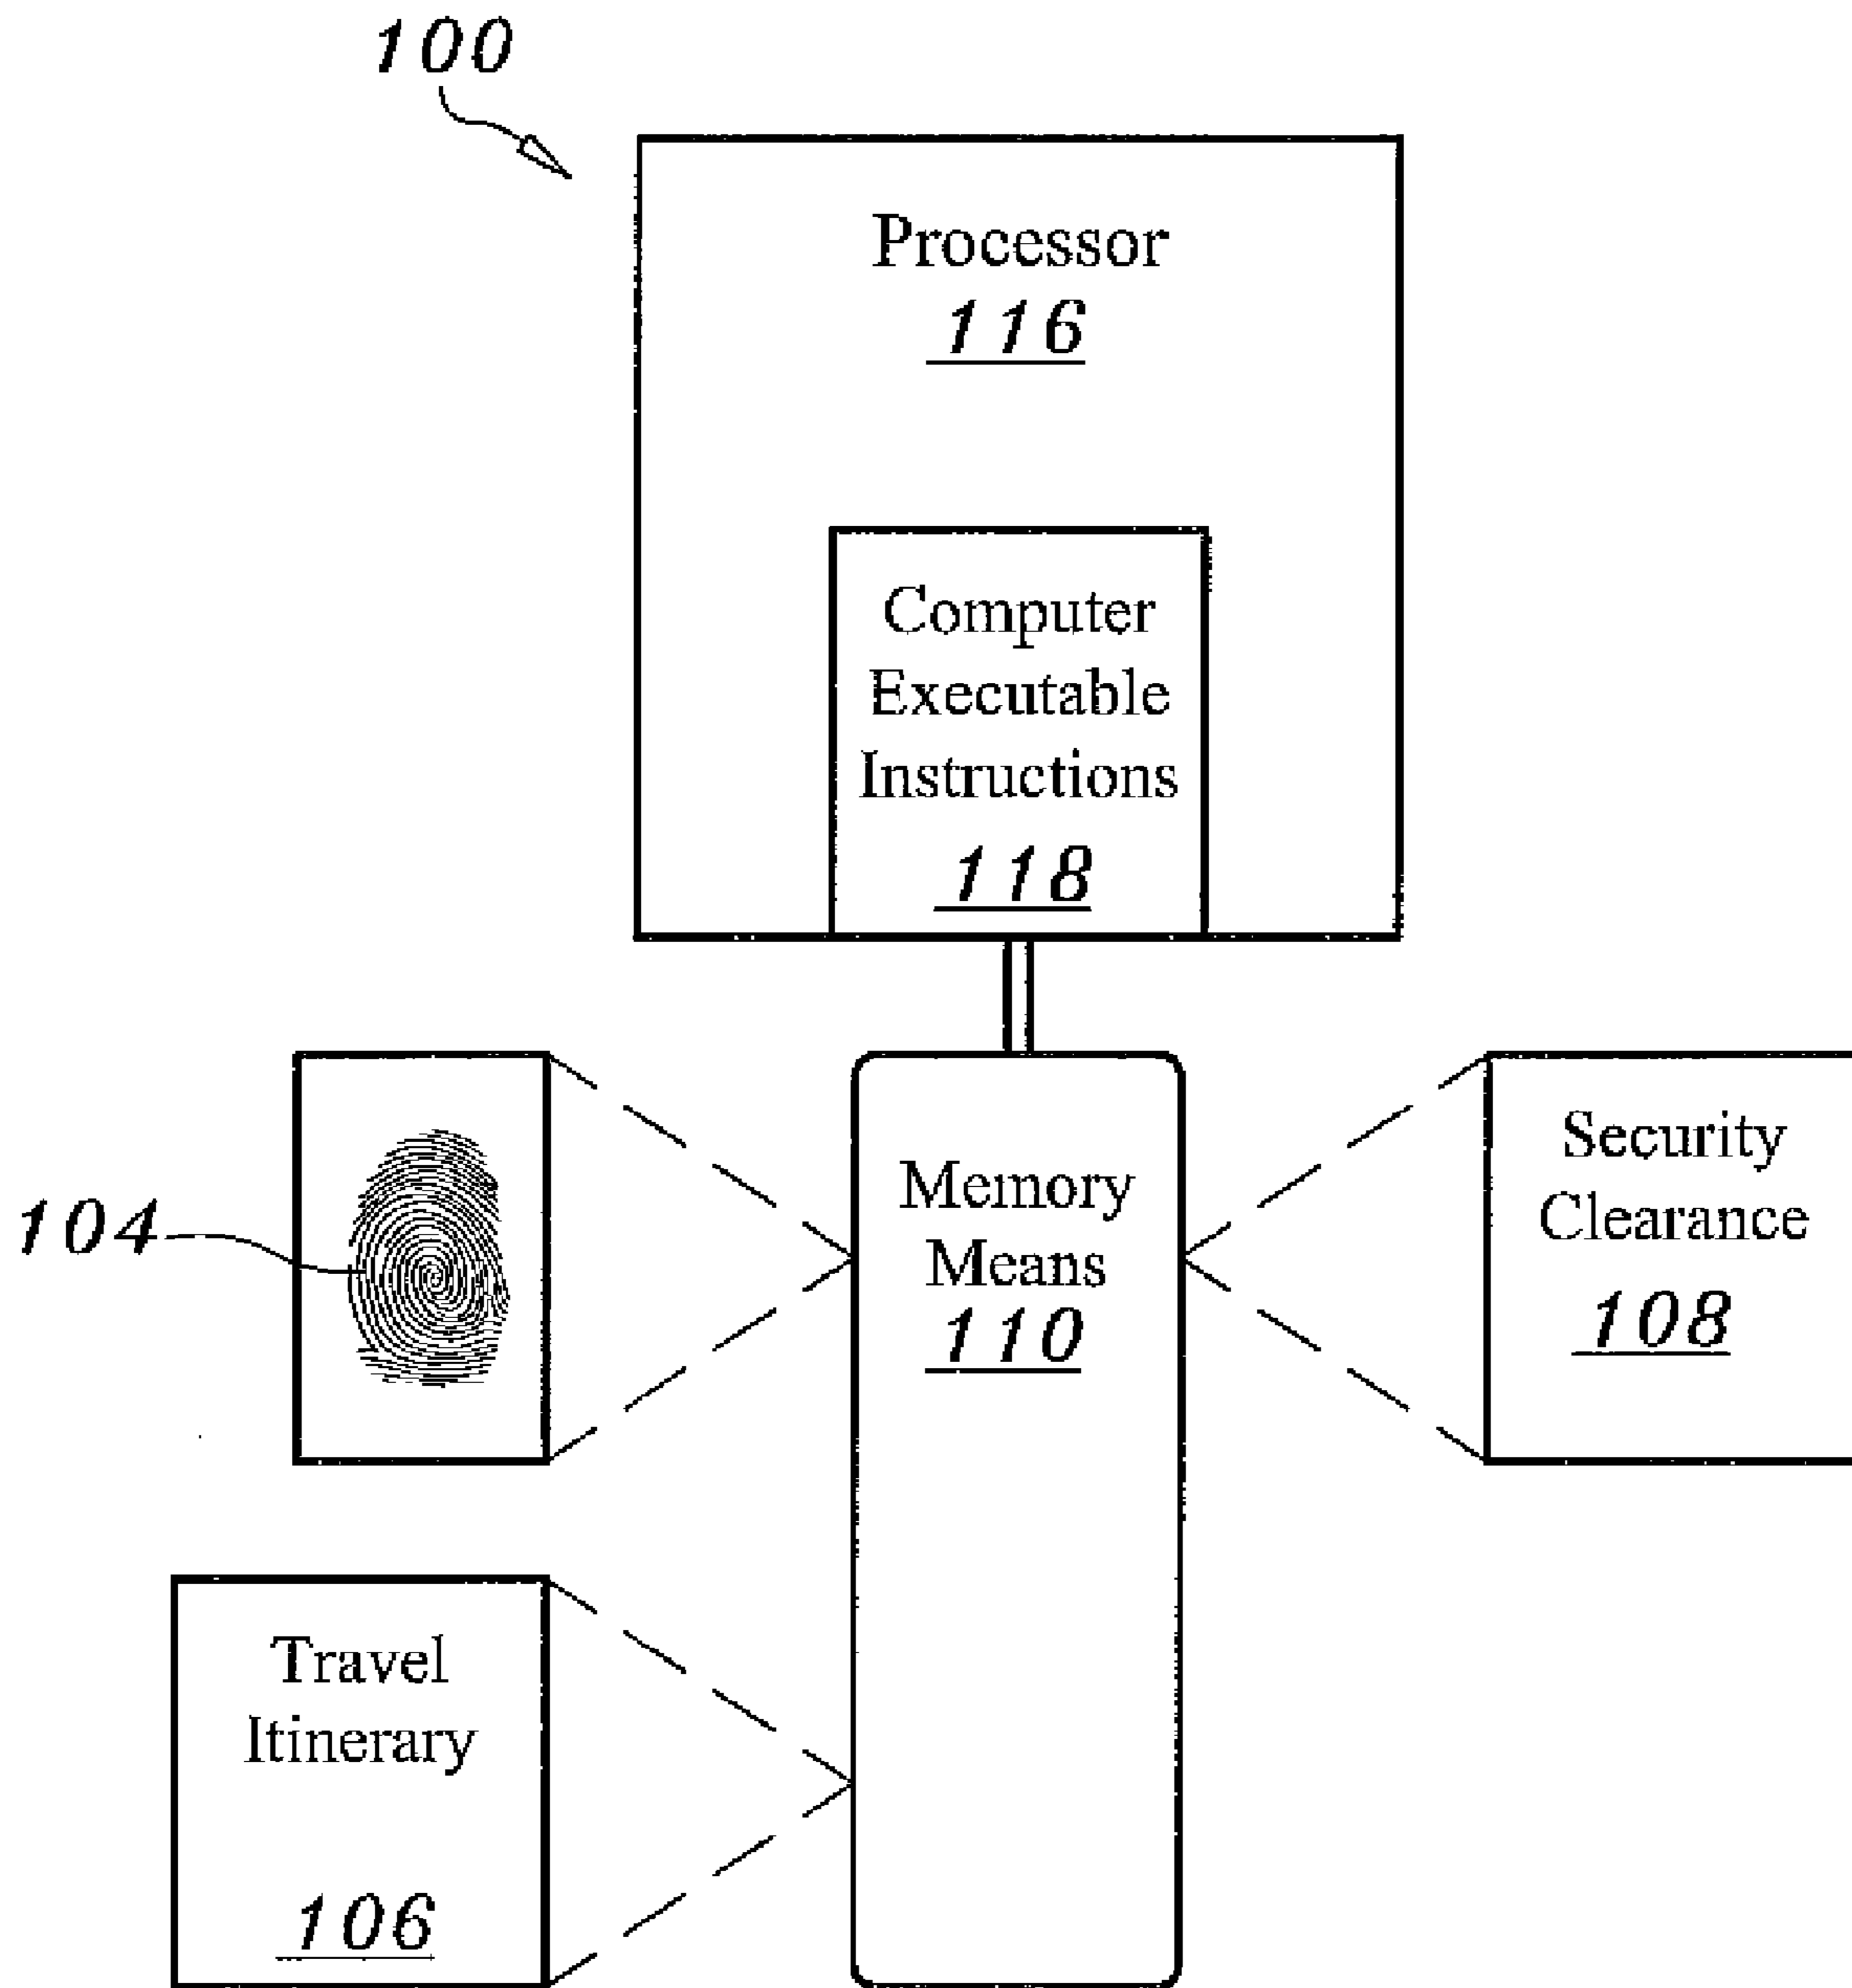 100
Processor
116
Computer
Executable
Instructions
118
104
Memory
Means
110
Security
Clearance
108
Travel
Itinerary
106